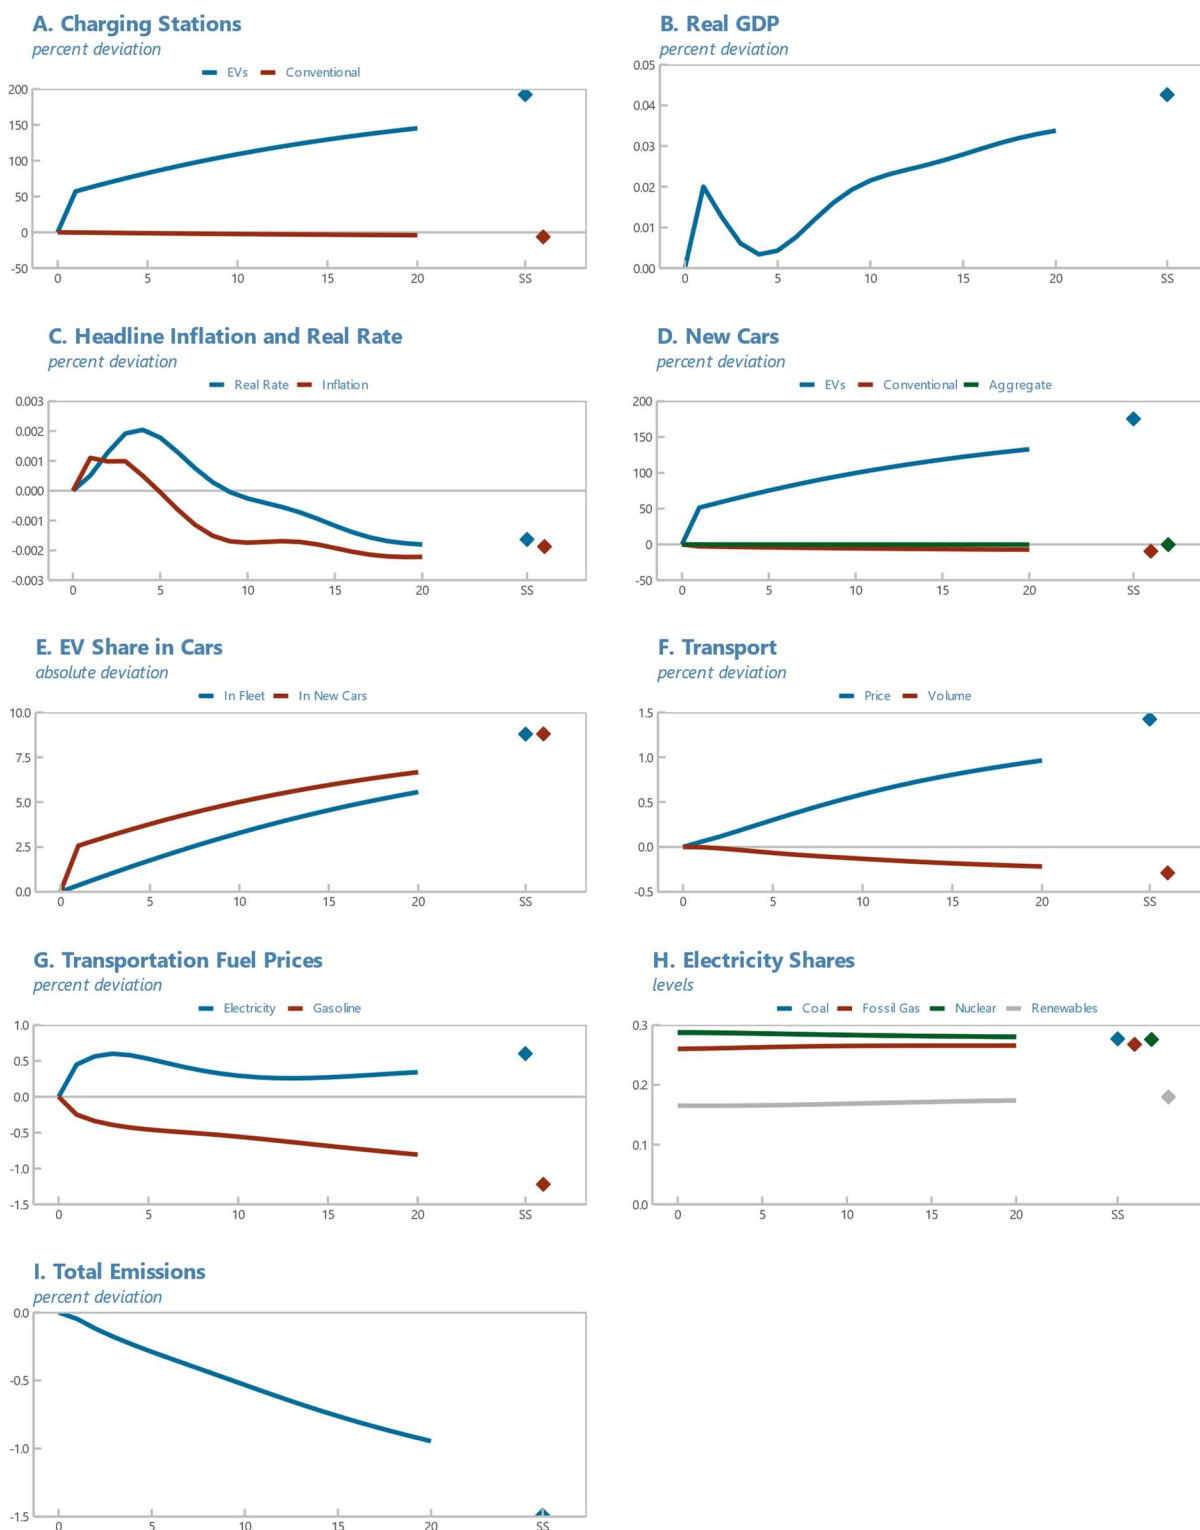 A. Charging Stations
percent deviation
EVs Conventional
200
150
100
50
0
-50
0 5 10 15 20 SS
B. Real GDP
percent deviation
0.05
0.04
0.03
0.02
0.01
0.00
0 5 10 15 20 SS
C. Headline Inflation and Real Rate
percent deviation
Real Rate Inflation
0.003
0.002
0.001
0.000
-0.001
-0.002
-0.003
0 5 10 15 20 SS
D. New Cars
percent deviation
EVs Conventional Aggregate
200
150
100
50
0
-50
0 5 10 15 20 SS
E. EV Share in Cars
absolute deviation
In Fleet In New Cars
10.0
7.5
5.0
2.5
0.0
0 5 10 15 20 SS
F. Transport
percent deviation
Price Volume
1.5
1.0
0.5
0.0
-0.5
0 5 10 15 20 SS
G. Transportation Fuel Prices
percent deviation
Electricity Gasoline
1.0
0.5
0.0
-0.5
-1.0
-1.5
0 5 10 15 20 SS
H. Electricity Shares
levels
Coal Fossil Gas Nuclear Renewables
0.3
0.2
0.1
0.0
0 5 10 15 20 SS
I. Total Emissions
percent deviation
0.0
-0.5
-1.0
-1.5
0 5 10 15 20 SS